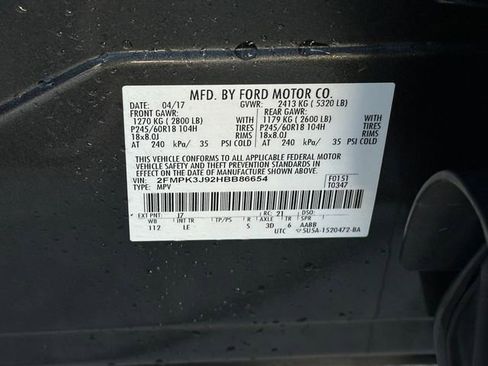 MFD. BY FORD MOTOR CO.
DATE: 04/17 GVWR: 2413 KG ( 5320 LB)
FRONT GAWR: REAR GAWR:
1270 KG ( 2800 LB) 1179 KG ( 2600 LB)
P245/60R18 104H TIRES P245/60R18 104H TIRES
18x8.0J RIMS 18x8.0J RIMS
AT 240 kPa/ 35 PSI COLD AT 240 kPa/ 35 PSI COLD
THIS VEHICLE CONFORMS TO ALL APPLICABLE FEDERAL MOTOR
VEHICLE SAFETY AND THEFT PREVENTION STANDARDS IN
EFFECT ON THE DATE OF MANUFACTURE SHOWN ABOVE.
VIN: 2FMPK3J92HBB86654 F0151
TYPE: MPV T0347
EXT PNT: J7 RC: 21 DSO:
WB INT TR TP/PS R AXLE TR SPR
112 LE S 3D 6 AABB
UTC 5U5A-1520472-BA